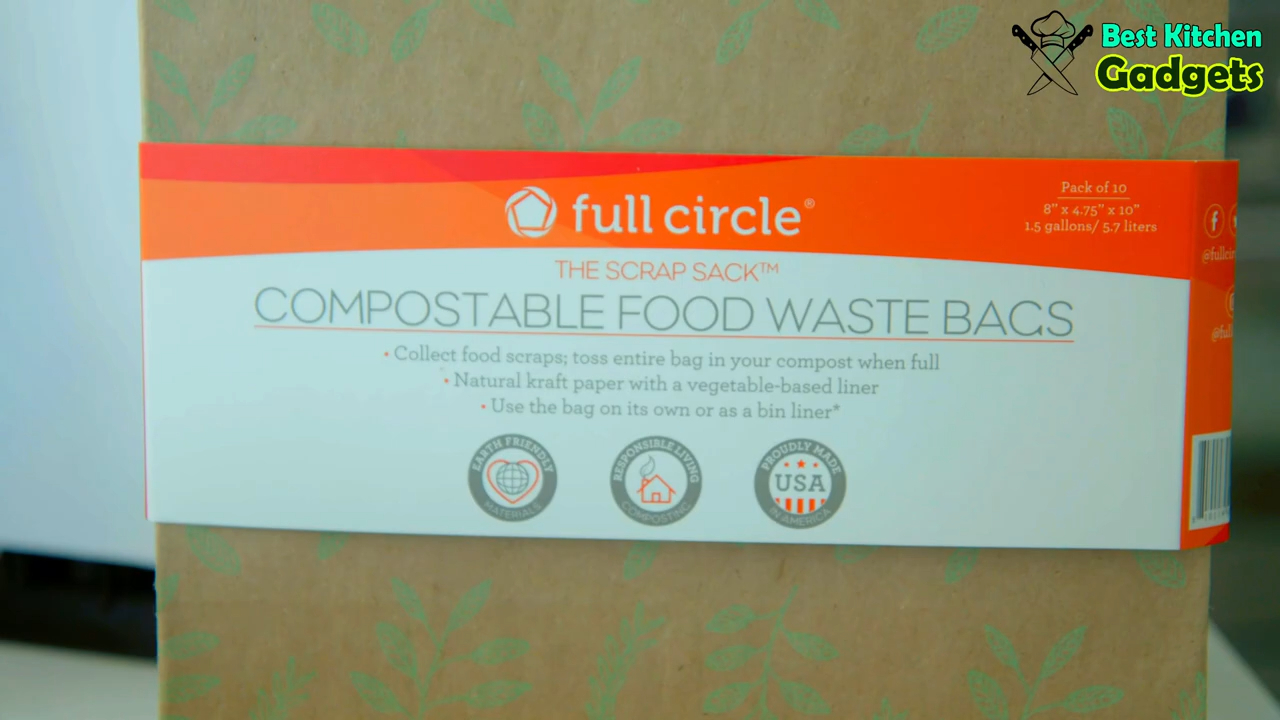 Best Kitchen
Gadgets
full circle®
Pack of 10
8” x 4.75” x 10”
1.5 gallons/ 5.7 liters
THE SCRAP SACK™
COMPOSTABLE FOOD WASTE BAGS
• Collect food scraps; toss entire bag in your compost when full
• Natural kraft paper with a vegetable-based liner
• Use the bag on its own or as a bin liner*
EARTH FRIENDLY
MATERIALS
RESPONSIBLE LIVING
COMPOSTING
PROUDLY MADE
USA
IN AMERICA